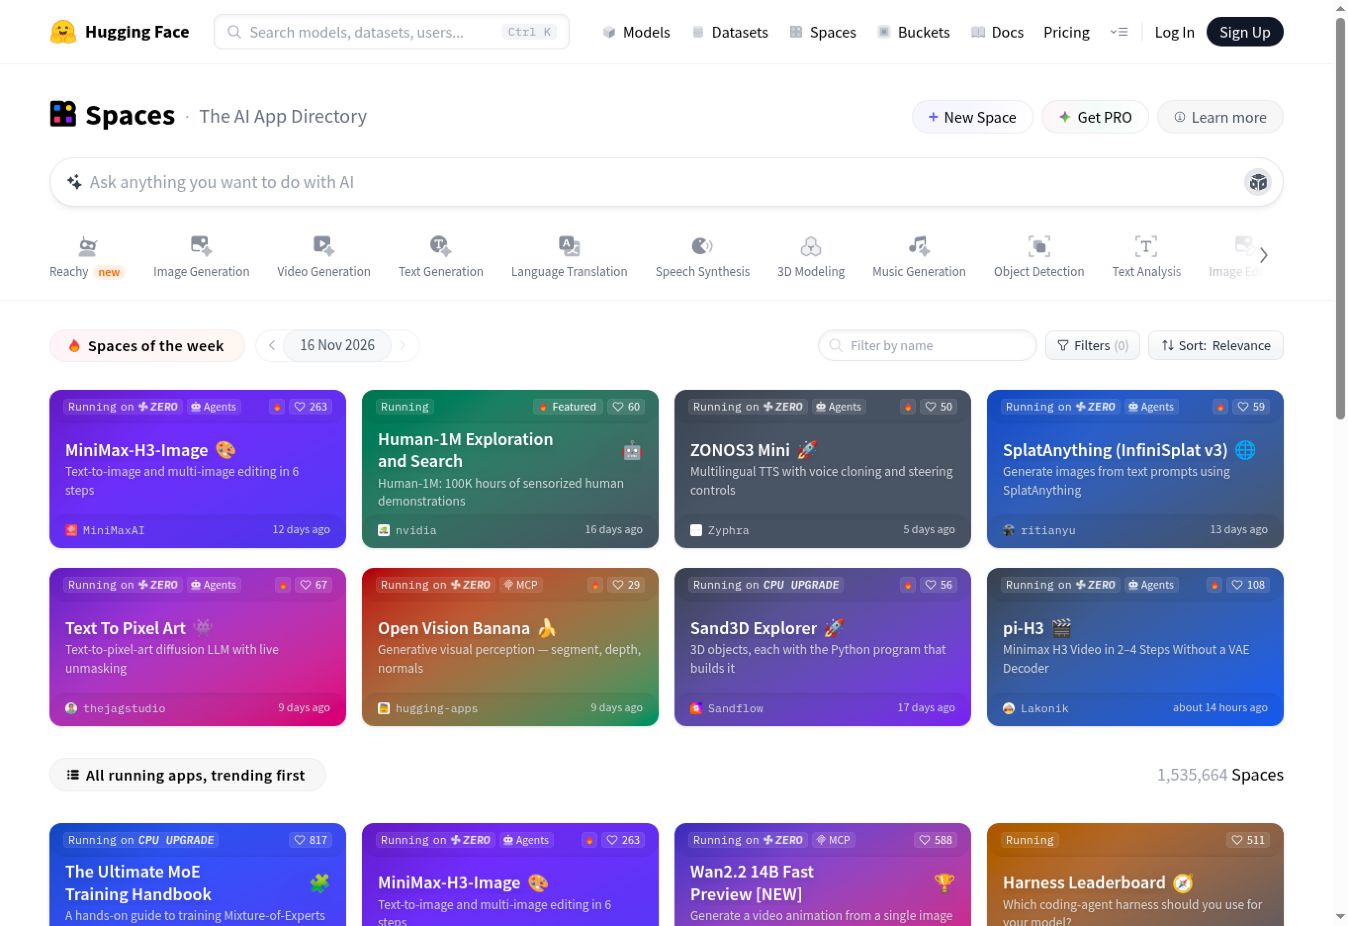 Hugging Face
Search models, datasets, users...
Ctrl K
Models
Datasets
Spaces
Buckets
Docs
Pricing
Log In
Sign Up
Spaces · The AI App Directory
+ New Space
Get PRO
Learn more
Ask anything you want to do with AI
Reachy new
Image Generation
Video Generation
Text Generation
Language Translation
Speech Synthesis
3D Modeling
Music Generation
Object Detection
Text Analysis
Spaces of the week
16 Nov 2026
Filter by name
Filters (0)
Sort: Relevance
Running on ZERO Agents 263
MiniMax-H3-Image
Text-to-image and multi-image editing in 6
steps
MiniMaxAI 12 days ago
Running Featured 60
Human-1M Exploration
and Search
Human-1M: 100K hours of sensorized human
demonstrations
nvidia 16 days ago
Running on ZERO Agents 50
ZONOS3 Mini
Multilingual TTS with voice cloning and steering
controls
Zyphra 5 days ago
Running on ZERO Agents 59
SplatAnything (InfiniSplat v3)
Generate images from text prompts using
SplatAnything
ritianyu 13 days ago
Running on ZERO Agents 67
Text To Pixel Art
Text-to-pixel-art diffusion LLM with live
unmasking
thejagstudio 9 days ago
Running on ZERO MCP 29
Open Vision Banana
Generative visual perception — segment, depth,
normals
hugging-apps 9 days ago
Running on CPU UPGRADE 56
Sand3D Explorer
3D objects, each with the Python program that
builds it
Sandflow 17 days ago
Running on ZERO Agents 108
pi-H3
Minimax H3 Video in 2–4 Steps Without a VAE
Decoder
Lakonik about 14 hours ago
All running apps, trending first
1,535,664 Spaces
Running on CPU UPGRADE 817
The Ultimate MoE
Training Handbook
A hands-on guide to training Mixture-of-Experts
Running on ZERO Agents 263
MiniMax-H3-Image
Text-to-image and multi-image editing in 6
steps
Running on ZERO MCP 588
Wan2.2 14B Fast
Preview [NEW]
Generate a video animation from a single image
Running 511
Harness Leaderboard
Which coding-agent harness should you use for
your model?